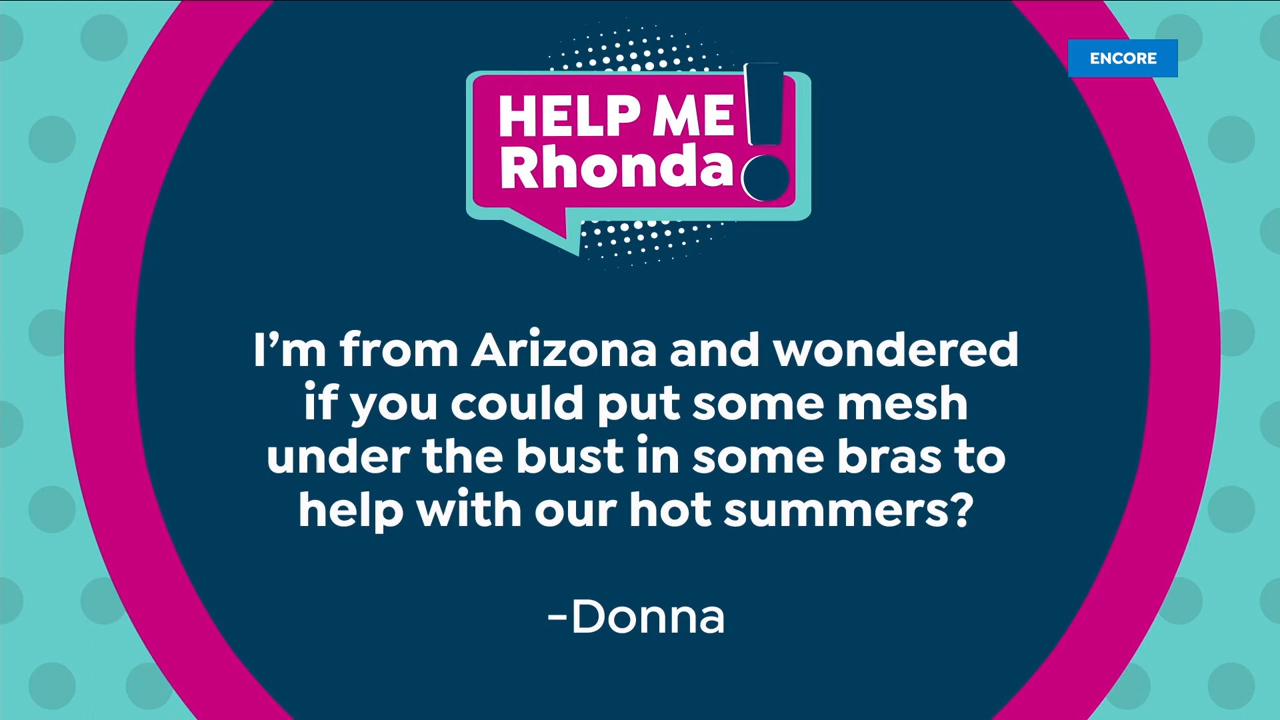 ENCORE
HELP ME
Rhonda!
I'm from Arizona and wondered
if you could put some mesh
under the bust in some bras to
help with our hot summers?
-Donna